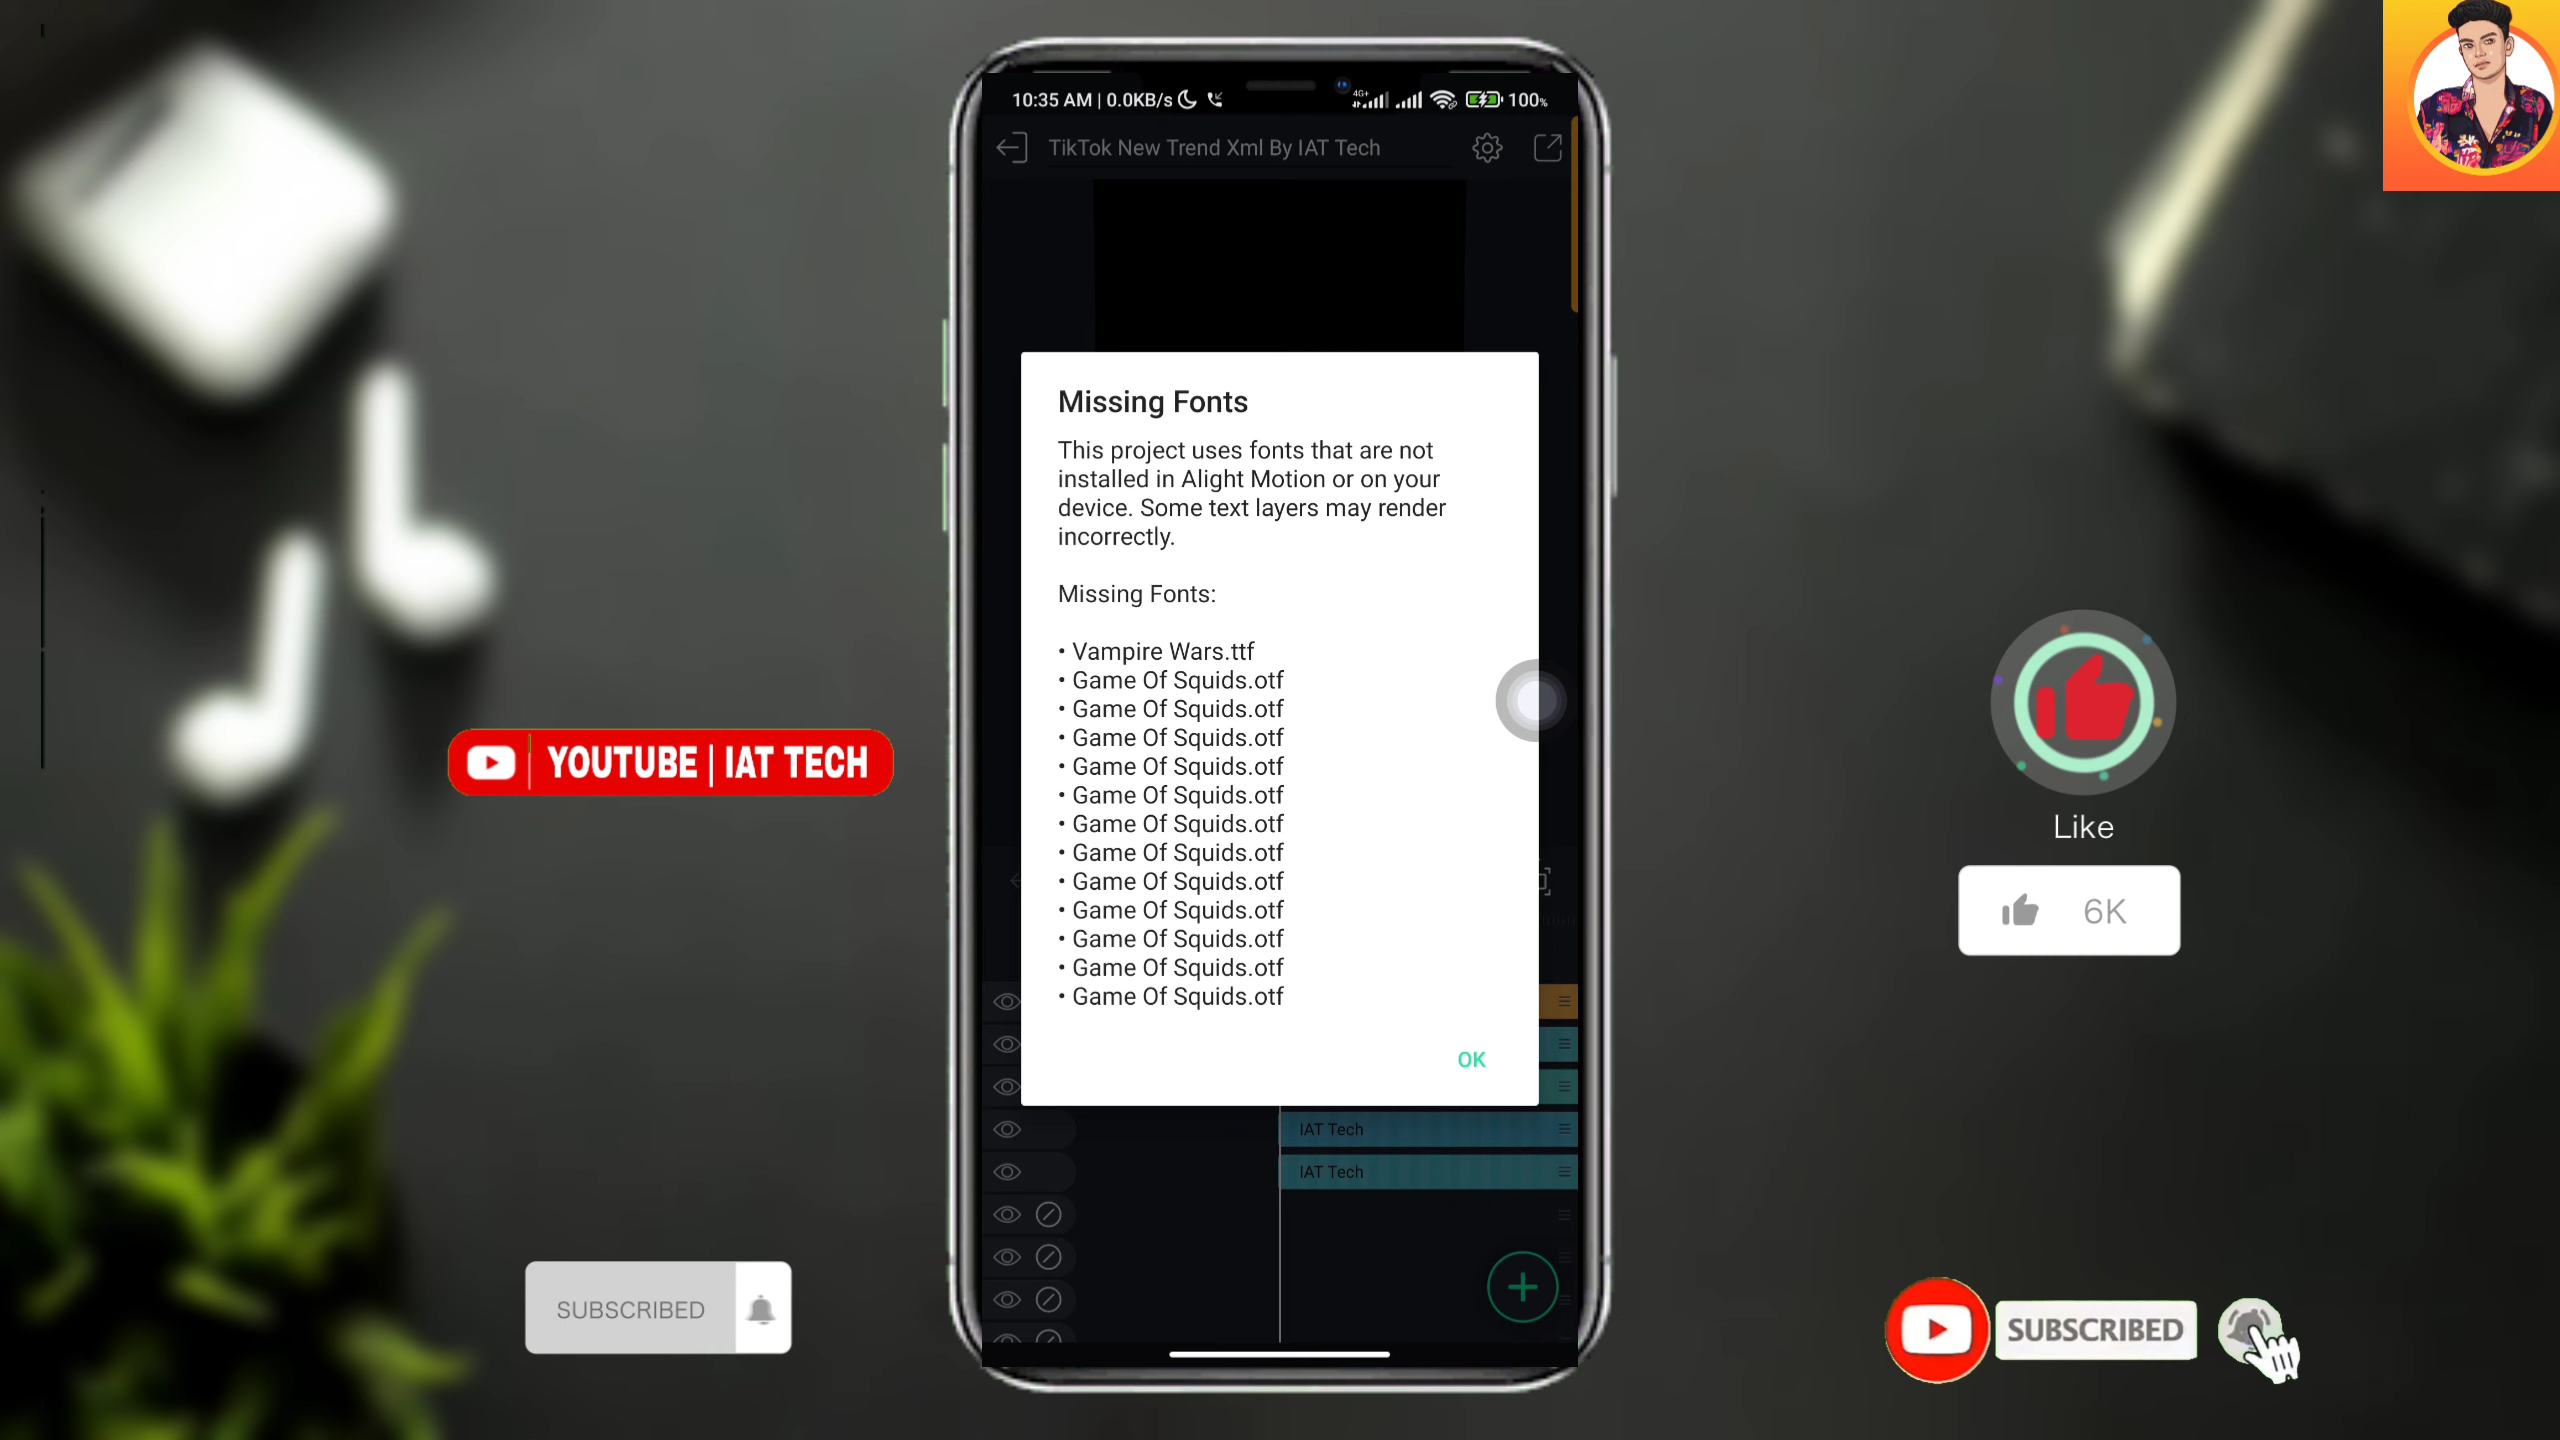 10:35 AM | 0.0KB/s
4G+
100%
TikTok New Trend Xml By IAT Tech
Missing Fonts
This project uses fonts that are not
installed in Alight Motion or on your
device. Some text layers may render
incorrectly.
Missing Fonts:
• Vampire Wars.ttf
• Game Of Squids.otf
• Game Of Squids.otf
• Game Of Squids.otf
• Game Of Squids.otf
• Game Of Squids.otf
• Game Of Squids.otf
• Game Of Squids.otf
• Game Of Squids.otf
• Game Of Squids.otf
• Game Of Squids.otf
• Game Of Squids.otf
• Game Of Squids.otf
OK
IAT Tech
IAT Tech
YOUTUBE | IAT TECH
SUBSCRIBED
Like
6K
SUBSCRIBED